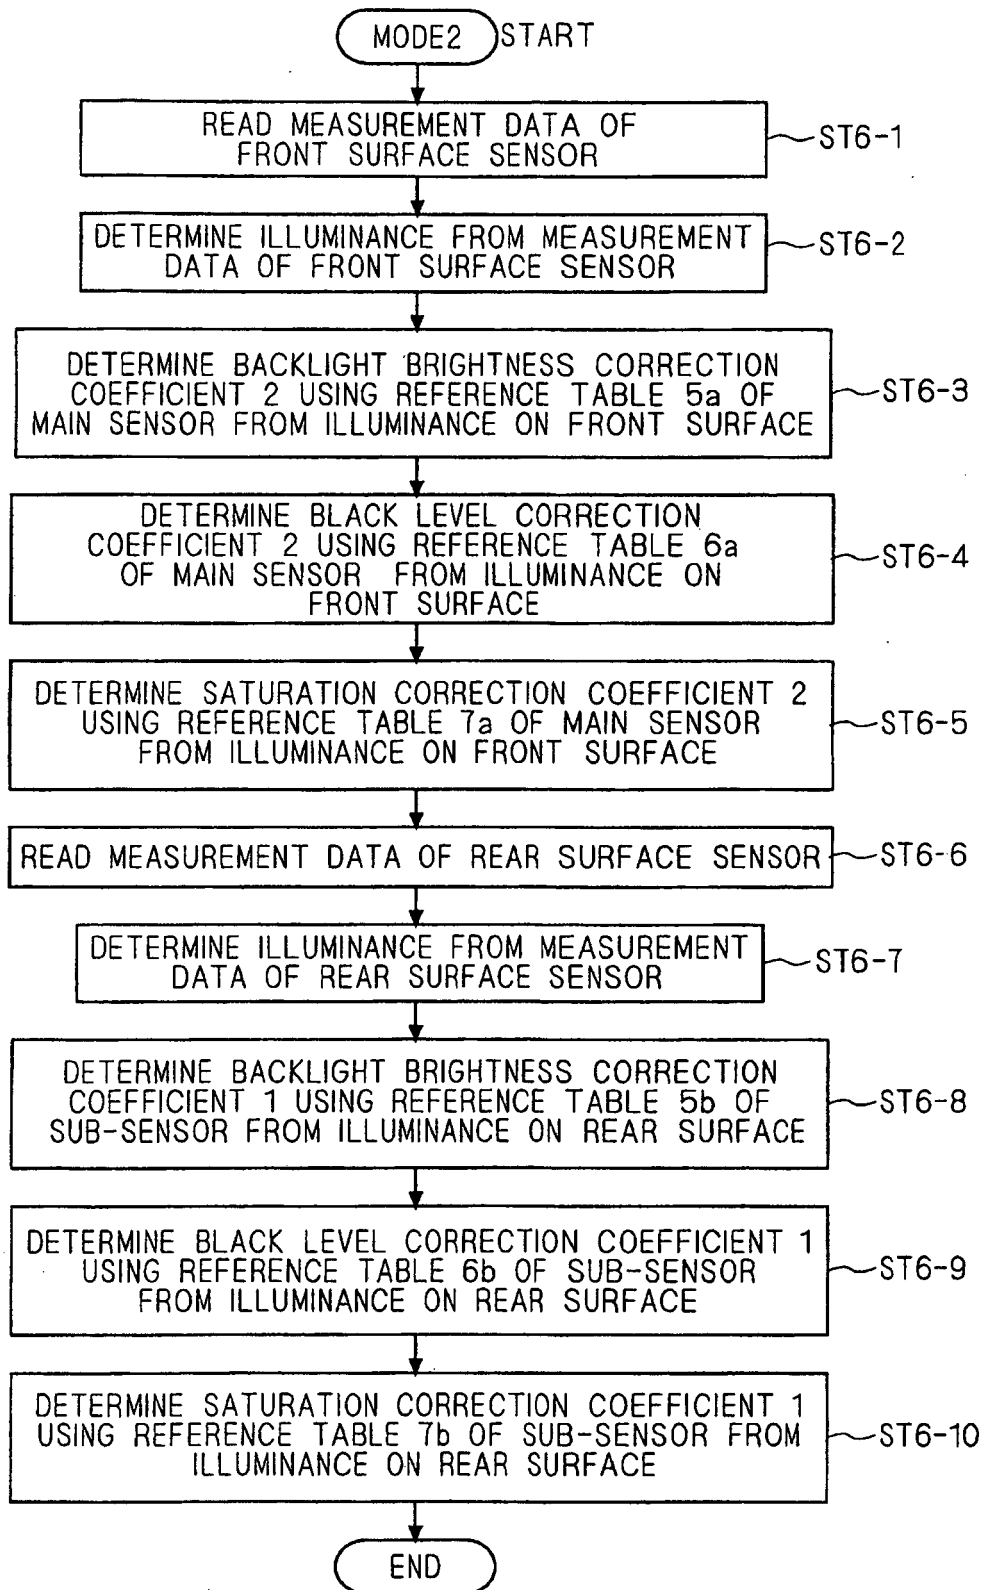 MODE2 START
READ MEASUREMENT DATA OF
FRONT SURFACE SENSOR
ST6-1
DETERMINE ILLUMINANCE FROM MEASUREMENT
DATA OF FRONT SURFACE SENSOR
ST6-2
DETERMINE BACKLIGHT BRIGHTNESS CORRECTION
COEFFICIENT 2 USING REFERENCE TABLE 5a OF
MAIN SENSOR FROM ILLUMINANCE ON FRONT SURFACE
ST6-3
DETERMINE BLACK LEVEL CORRECTION
COEFFICIENT 2 USING REFERENCE TABLE 6a
OF MAIN SENSOR FROM ILLUMINANCE ON
FRONT SURFACE
ST6-4
DETERMINE SATURATION CORRECTION COEFFICIENT 2
USING REFERENCE TABLE 7a OF MAIN SENSOR
FROM ILLUMINANCE ON FRONT SURFACE
ST6-5
READ MEASUREMENT DATA OF REAR SURFACE SENSOR
ST6-6
DETERMINE ILLUMINANCE FROM MEASUREMENT
DATA OF REAR SURFACE SENSOR
ST6-7
DETERMINE BACKLIGHT BRIGHTNESS CORRECTION
COEFFICIENT 1 USING REFERENCE TABLE 5b OF
SUB-SENSOR FROM ILLUMINANCE ON REAR SURFACE
ST6-8
DETERMINE BLACK LEVEL CORRECTION COEFFICIENT 1
USING REFERENCE TABLE 6b OF SUB-SENSOR
FROM ILLUMINANCE ON REAR SURFACE
ST6-9
DETERMINE SATURATION CORRECTION COEFFICIENT 1
USING REFERENCE TABLE 7b OF SUB-SENSOR FROM
ILLUMINANCE ON REAR SURFACE
ST6-10
END